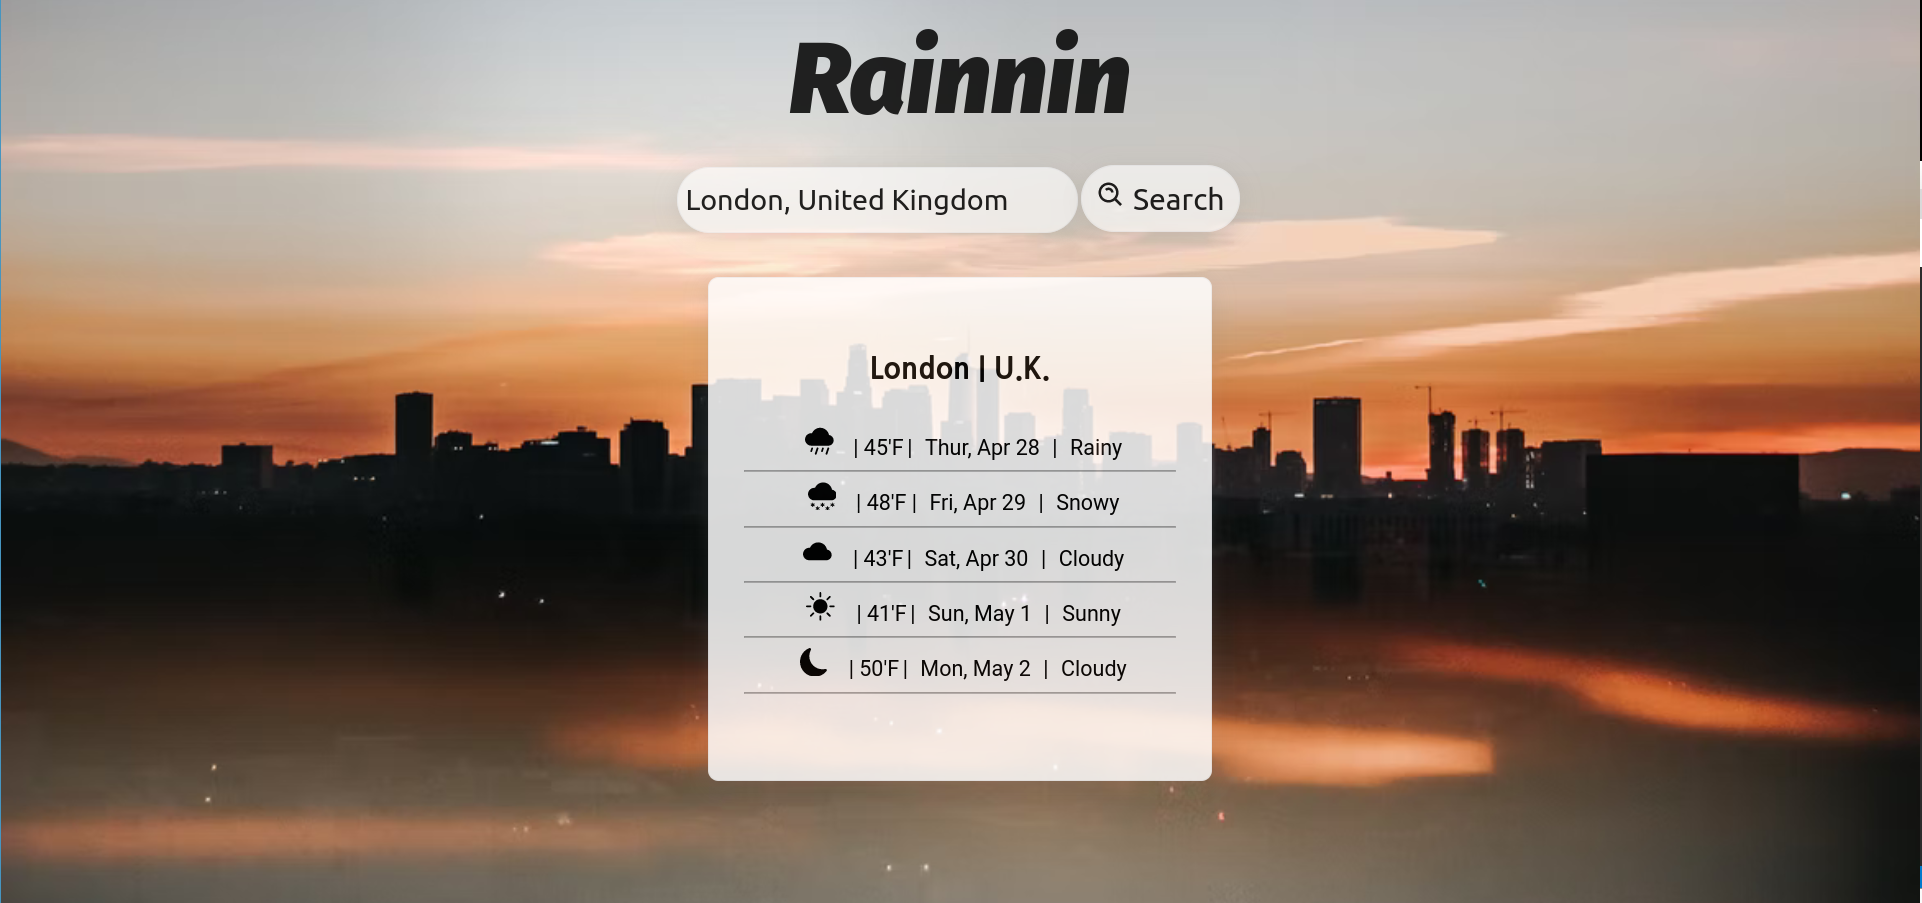 Rainnin
London, United Kingdom Search
London | U.K.
| 45'F | Thur, Apr 28 | Rainy
| 48'F | Fri, Apr 29 | Snowy
| 43'F | Sat, Apr 30 | Cloudy
| 41'F | Sun, May 1 | Sunny
| 50'F | Mon, May 2 | Cloudy